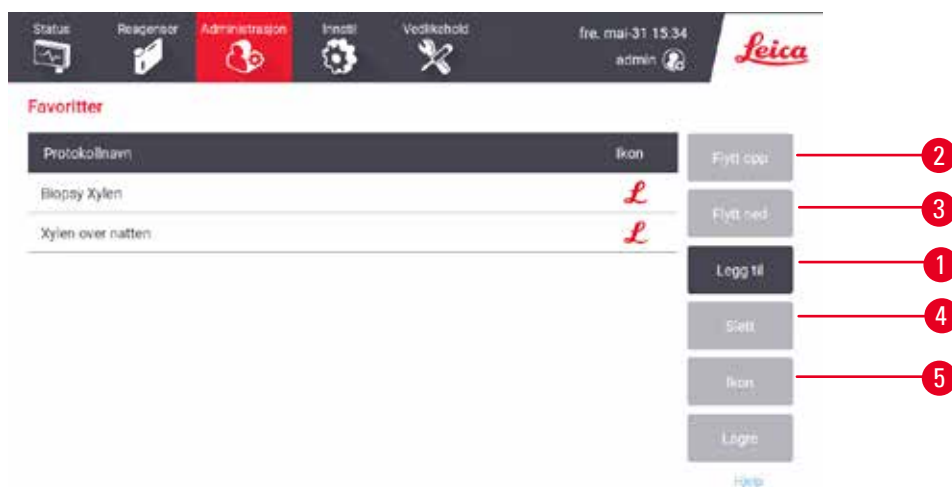 Status Reagenser Administrasjon Innstil Vedlikehold fre. mai-31 15:34
admin
Leica
Favoritter
Protokollnavn Ikon
Flytt opp
2
Biopsy Xylen
Flytt ned
3
Xylen over natten
Legg til
1
Slett
4
Ikon
5
Lagre
Hjelp